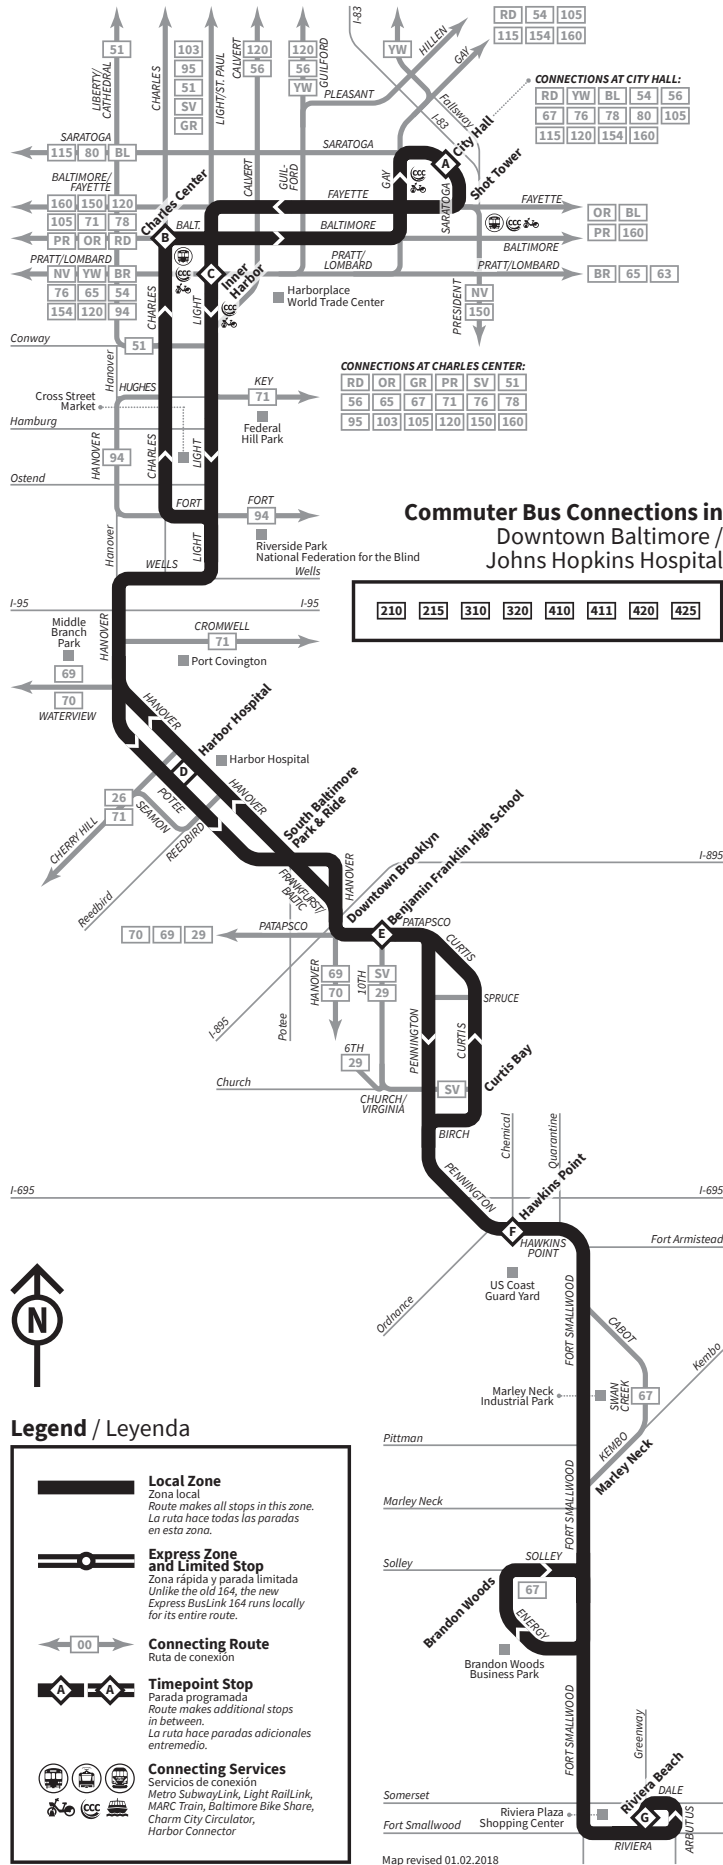 RD 54 105
115 154 160
51
103
95
51
SV
GR
120
56
120
56
YW
YW
I-83
HILLEN
GAY
LIBERTY/
CATHEDRAL
CHARLES
LIGHT/ST. PAUL
CALVERT
GUILFORD
PLEASANT
Fallsway
I-83
CONNECTIONS AT CITY HALL:
RD YW BL 54 56
67 76 78 80 105
115 120 154 160
City Hall
A
Shot Tower
SARATOGA
115 80 BL
SARATOGA
BALTIMORE/
FAYETTE
160 150 120
105 71 78
PR OR RD
Charles Center
B
BALT.
CALVERT
GUIL-
FORD
GAY
CCC
SARATOGA
FAYETTE
BALTIMORE
FAYETTE
OR BL
PR 160
CCC
BALTIMORE
PRATT/LOMBARD
NV YW BR
76 65 54
154 120 94
CCC
C
Inner
Harbor
CCC
PRATT/
LOMBARD
PRATT/LOMBARD
BR 65 63
Harborplace
World Trade Center
PRESIDENT
NV
150
CHARLES
LIGHT
Conway
51
Hanover
HUGHES
KEY
71
Federal
Hill Park
Cross Street
Market
Hamburg
HANOVER
94
CHARLES
LIGHT
Ostend
FORT
FORT
94
Riverside Park
National Federation for the Blind
CONNECTIONS AT CHARLES CENTER:
RD OR GR PR SV 51
56 65 67 71 76 78
95 103 105 120 150 160
Commuter Bus Connections in
Downtown Baltimore /
Johns Hopkins Hospital
210 215 310 320 410 411 420 425
Hanover
LIGHT
WELLS
Wells
I-95
I-95
Middle
Branch
Park
HANOVER
CROMWELL
71
Port Covington
69
70
WATERVIEW
HANOVER
Harbor Hospital
D
Harbor Hospital
POTEE
HANOVER
26
71
SEAMON
CHERRY HILL
REEDBIRD
Reedbird
South Baltimore
Park & Ride
FRANKFURST/
BALTIC
HANOVER
Downtown Brooklyn
Benjamin Franklin High School
I-895
70 69 29
PATAPSCO
E
PATAPSCO
CURTIS
HANOVER
69
70
10TH
SV
29
I-895
Potee
SPRUCE
PENNINGTON
CURTIS
6TH
29
Church
CHURCH/
VIRGINIA
SV
Curtis Bay
BIRCH
Chemical
Quarantine
PENNINGTON
I-695
I-695
Hawkins Point
F
HAWKINS
POINT
Fort Armistead
US Coast
Guard Yard
Ordnance
N
FORT SMALLWOOD
CABOT
Kembo
Marley Neck
Industrial Park
SWAN
CREEK
67
KEMBO
Marley Neck
Pittman
FORT SMALLWOOD
Marley Neck
Solley
SOLLEY
67
Brandon Woods
ENERGY
Brandon Woods
Business Park
FORT SMALLWOOD
Greenway
Somerset
Riviera Beach
DALE
Riviera Plaza
Shopping Center
G
Fort Smallwood
RIVIERA
ARBUTUS
Map revised 01.02.2018
Legend / Leyenda
Local Zone
Zona local
Route makes all stops in this zone.
La ruta hace todas las paradas
en esta zona.
Express Zone
and Limited Stop
Zona rápida y parada limitada
Unlike the old 164, the new
Express BusLink 164 runs locally
for its entire route.
00
Connecting Route
Ruta de conexión
A A
Timepoint Stop
Parada programada
Route makes additional stops
in between.
La ruta hace paradas adicionales
entremedio.
CCC
Connecting Services
Servicios de conexión
Metro SubwayLink, Light RailLink,
MARC Train, Baltimore Bike Share,
Charm City Circulator,
Harbor Connector